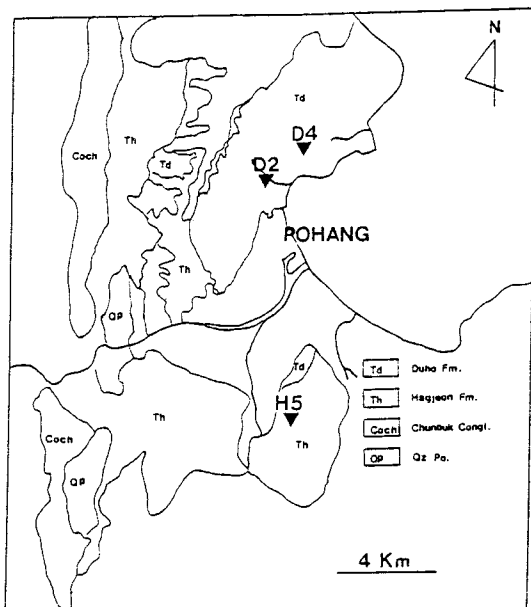 N
Td
D4
Coch
Th
Td
D2
POHANG
Th
Qp
Td
Td Duho Fm.
Th Hagjeon Fm.
Coch Chunbuk Congl.
Qp Qz Po.
H5
Th
Th
Coch
Qp
4 Km